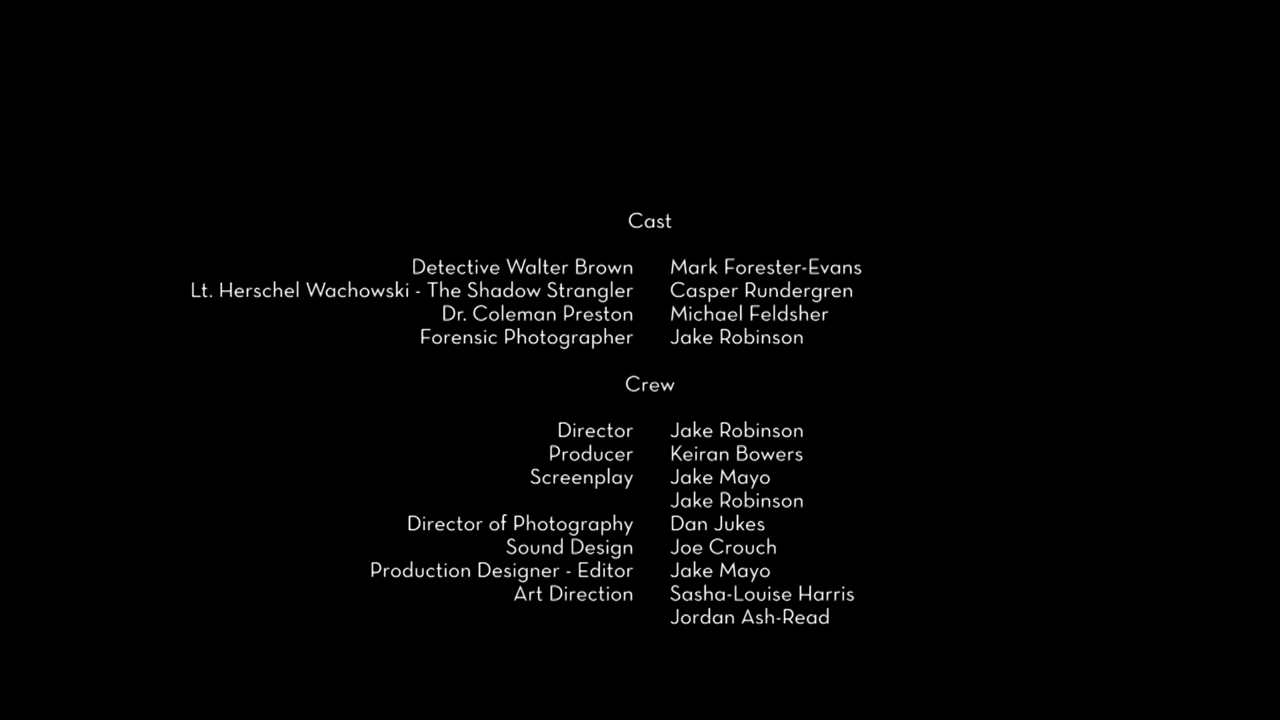 Cast
Detective Walter Brown Mark Forester-Evans
Lt. Herschel Wachowski - The Shadow Strangler Casper Rundergren
Dr. Coleman Preston Michael Feldsher
Forensic Photographer Jake Robinson
Crew
Director Jake Robinson
Producer Keiran Bowers
Screenplay Jake Mayo
Jake Robinson
Director of Photography Dan Jukes
Sound Design Joe Crouch
Production Designer - Editor Jake Mayo
Art Direction Sasha-Louise Harris
Jordan Ash-Read